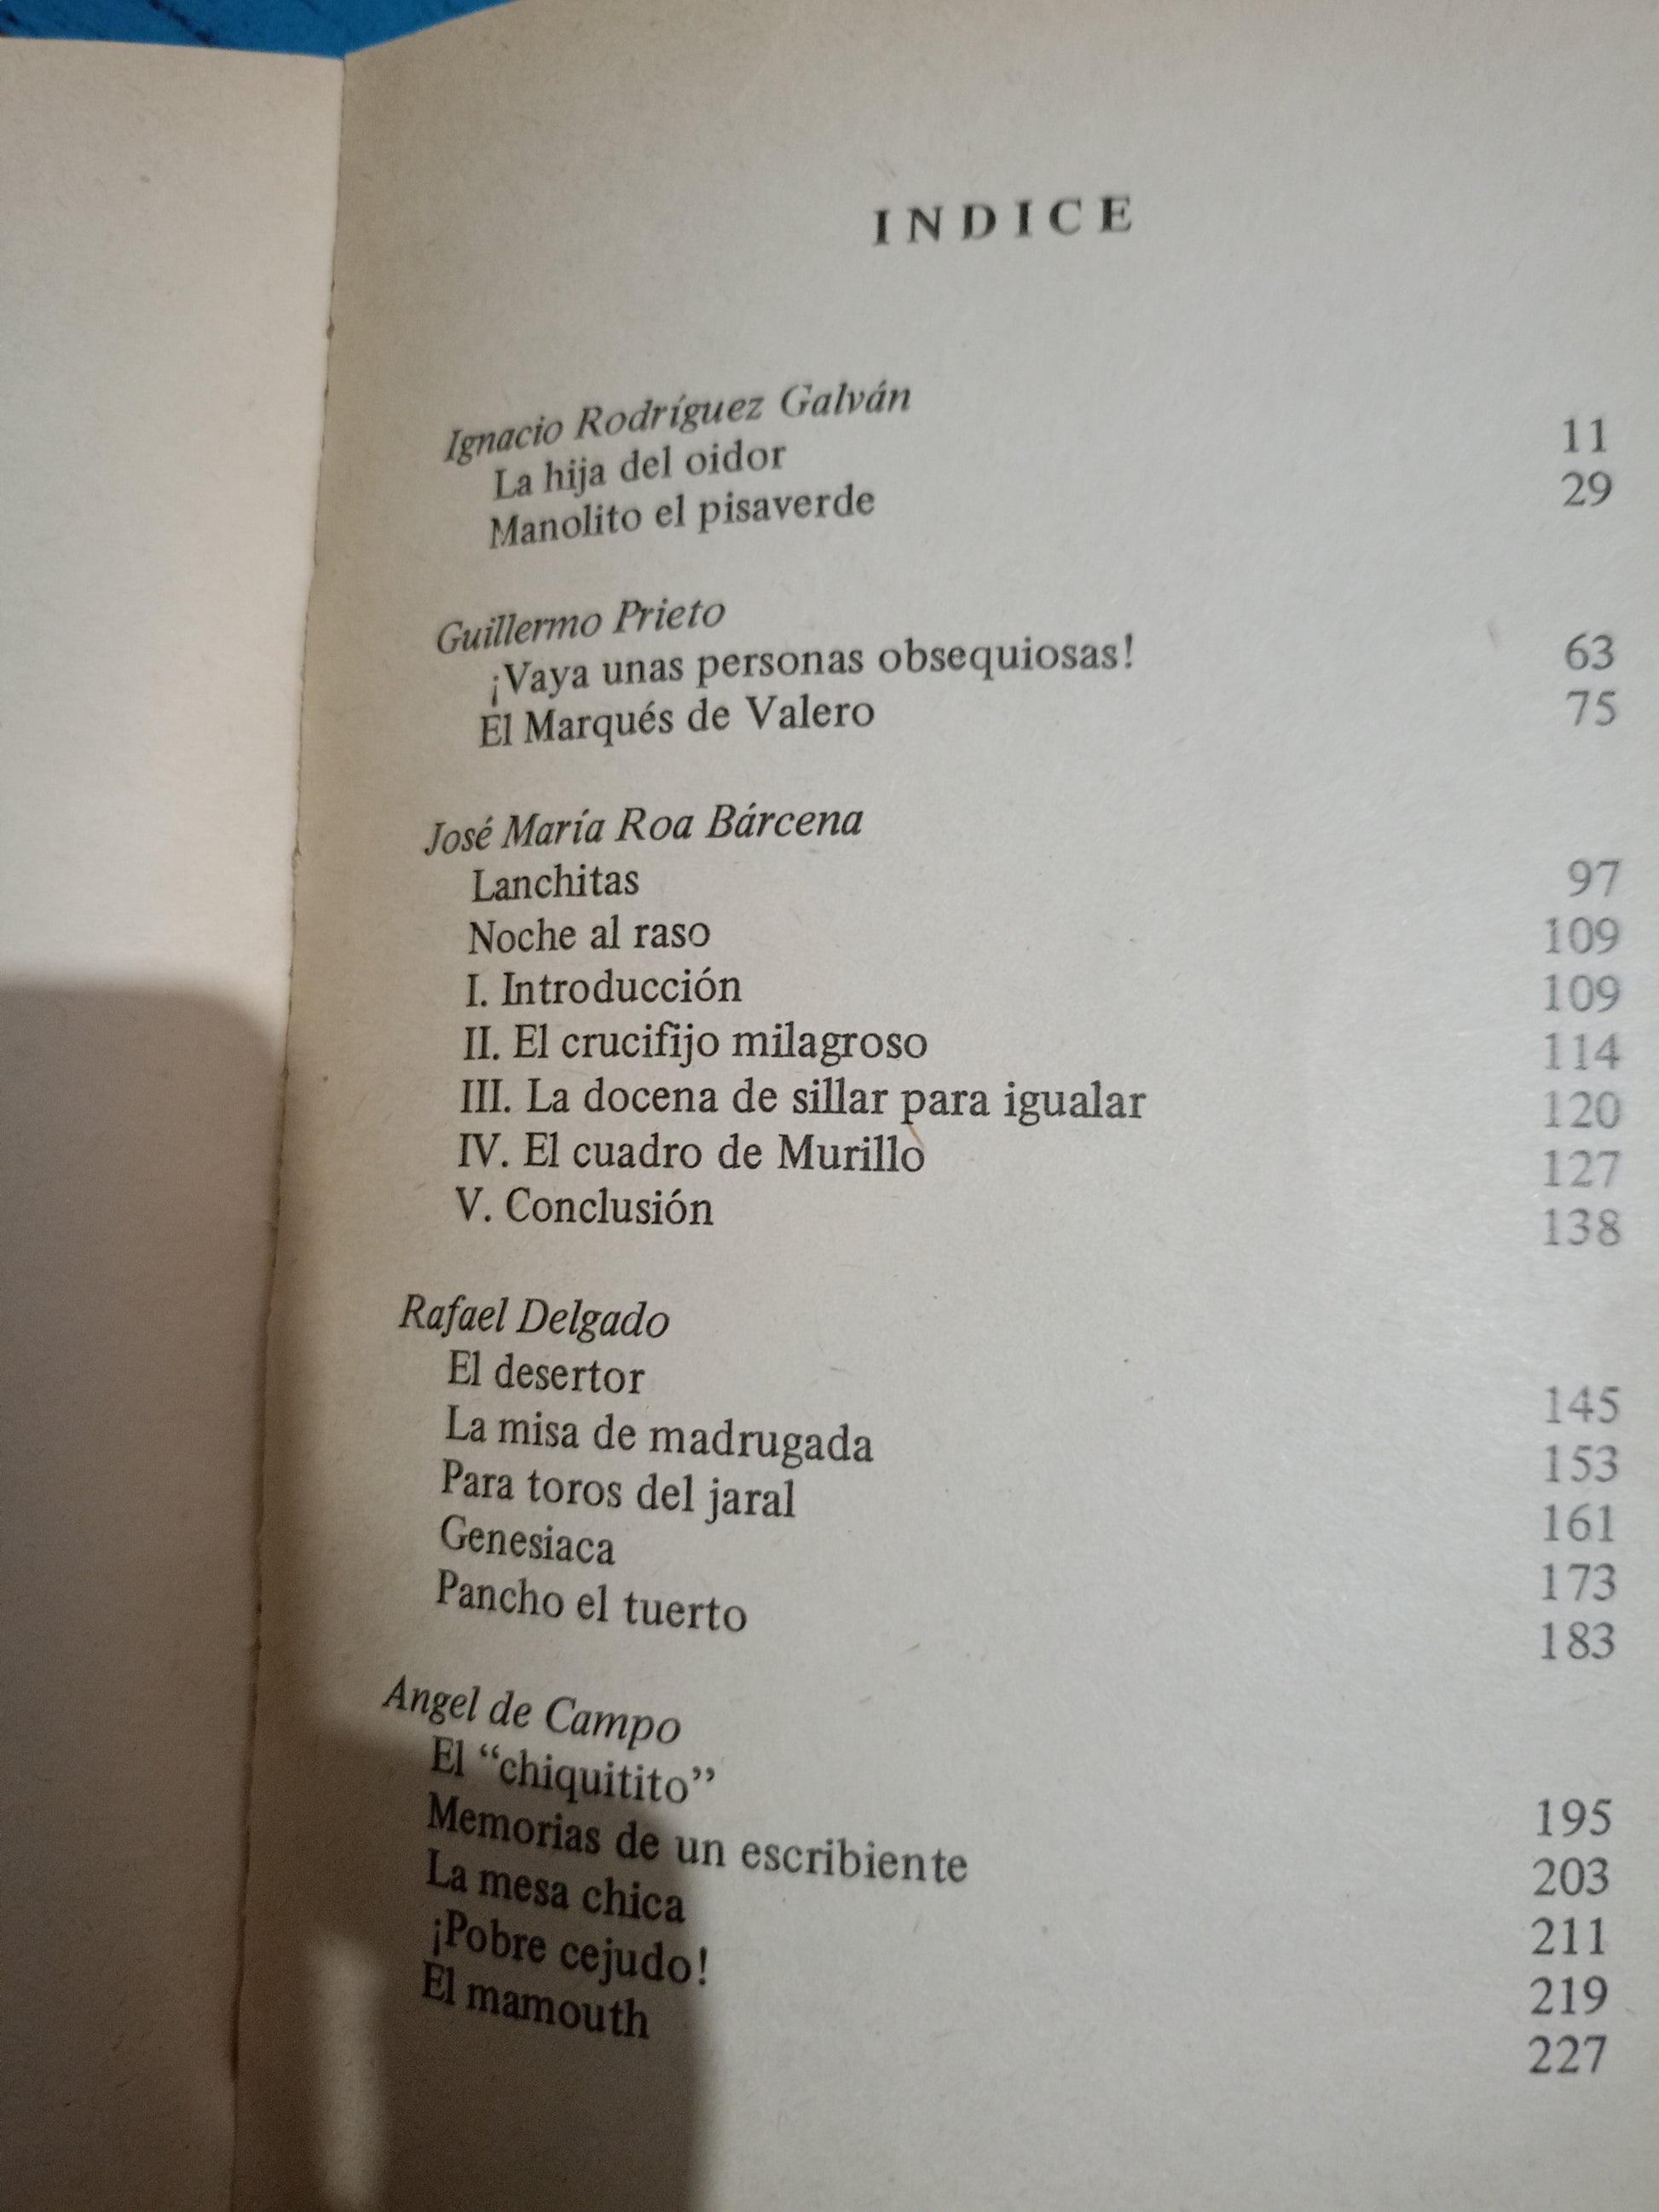 INDICE
Ignacio Rodríguez Galván
La hija del oidor 11
Manolito el pisaverde 29
Guillermo Prieto
¡Vaya unas personas obsequiosas! 63
El Marqués de Valero 75
José María Roa Bárcena
Lanchitas 97
Noche al raso 109
I. Introducción 109
II. El crucifijo milagroso 114
III. La docena de sillar para igualar 120
IV. El cuadro de Murillo 127
V. Conclusión 138
Rafael Delgado
El desertor 145
La misa de madrugada 153
Para toros del jaral 161
Genesiaca 173
Pancho el tuerto 183
Angel de Campo
El “chiquitito” 195
Memorias de un escribiente 203
La mesa chica 211
¡Pobre cejudo! 219
El mamouth 227